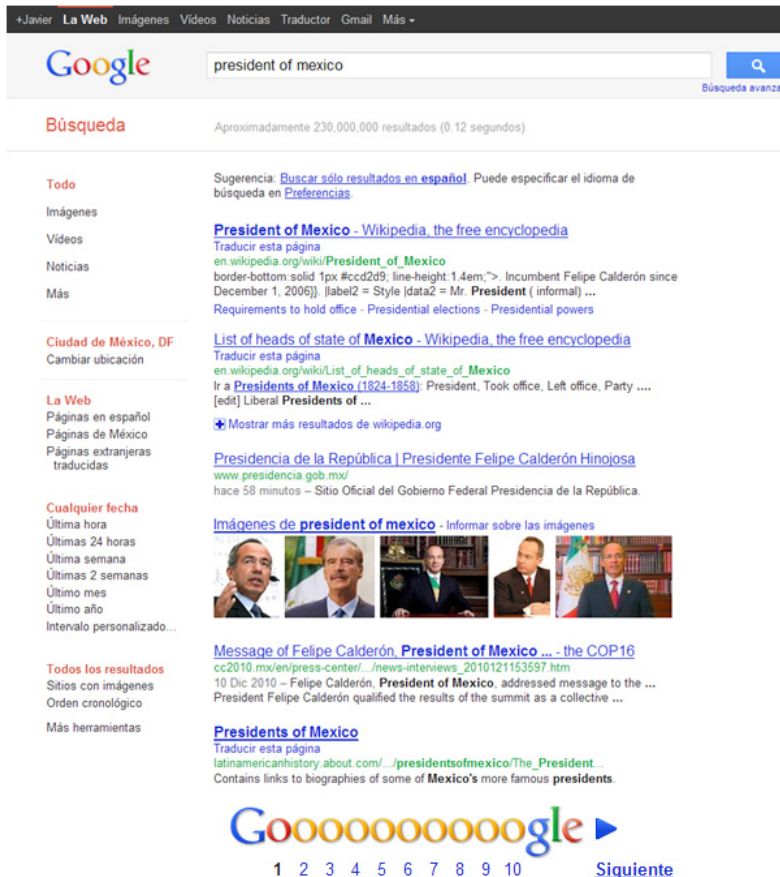 +Javier La Web Imágenes Vídeos Noticias Traductor Gmail Más
Google
president of mexico
Búsqueda avanza
Búsqueda
Aproximadamente 230,000,000 resultados (0.12 segundos)
Todo
Imágenes
Vídeos
Noticias
Más
Ciudad de México, DF
Cambiar ubicación
La Web
Páginas en español
Páginas de México
Páginas extranjeras
traducidas
Cualquier fecha
Última hora
Últimas 24 horas
Última semana
Últimas 2 semanas
Último mes
Último año
Intervalo personalizado...
Todos los resultados
Sitios con imágenes
Orden cronológico
Más herramientas
Sugerencia: Buscar sólo resultados en español. Puede especificar el idioma de
búsqueda en Preferencias.
President of Mexico - Wikipedia, the free encyclopedia
Traducir esta página
en.wikipedia.org/wiki/President_of_Mexico
border-bottom:solid 1px #ccd2d9; line-height:1.4em;">. Incumbent Felipe Calderón since
December 1, 2006}}. |label2 = Style |data2 = Mr. President ( informal) ...
Requirements to hold office - Presidential elections - Presidential powers
List of heads of state of Mexico - Wikipedia, the free encyclopedia
Traducir esta página
en.wikipedia.org/wiki/List_of_heads_of_state_of_Mexico
Ir a Presidents of Mexico (1824-1858): President, Took office, Left office, Party ....
[edit] Liberal Presidents of ...
Mostrar más resultados de wikipedia.org
Presidencia de la República | Presidente Felipe Calderón Hinojosa
www.presidencia.gob.mx/
hace 58 minutos – Sitio Oficial del Gobierno Federal Presidencia de la República.
Imágenes de president of mexico - Informar sobre las imágenes
Message of Felipe Calderón, President of Mexico ... - the COP16
cc2010.mx/en/press-center/.../news-interviews_2010121153597.htm
10 Dic 2010 – Felipe Calderón, President of Mexico, addressed message to the ...
President Felipe Calderón qualified the results of the summit as a collective ...
Presidents of Mexico
Traducir esta página
latinamericanhistory.about.com/.../presidentsofmexico/The_President...
Contains links to biographies of some of Mexico's more famous presidents.
Goooooooooogle
1 2 3 4 5 6 7 8 9 10 Siguiente